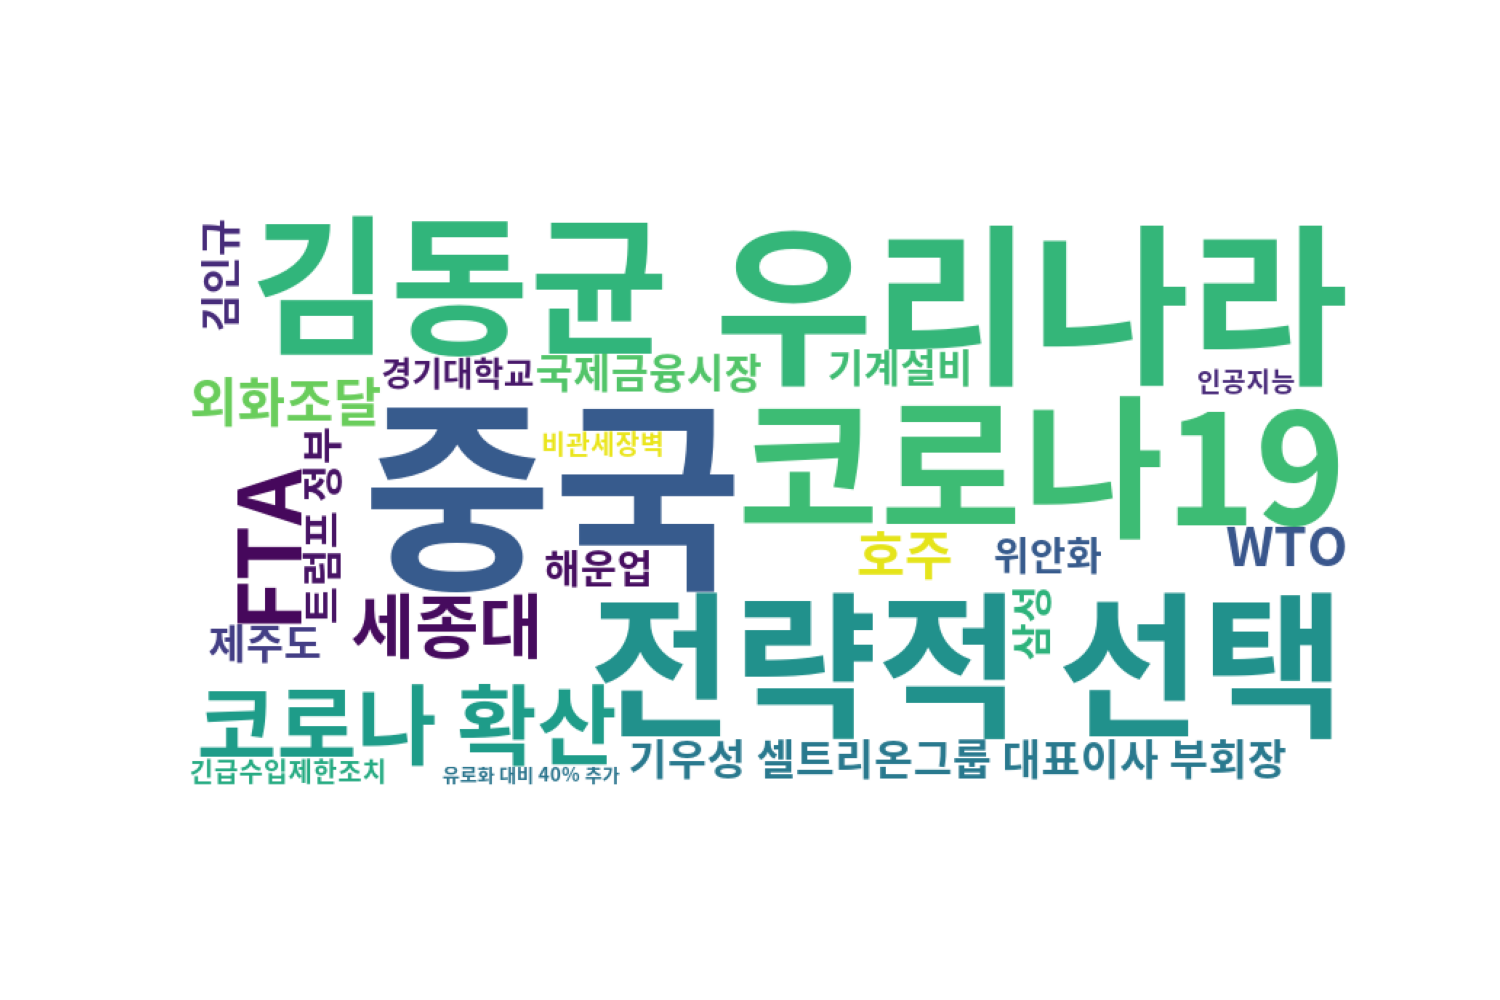 김인규
김동균
우리나라
경기대학교
국제금융시장
기계설비
인공지능
외화조달
중국
비관세장벽
코로나19
트럼프 정부
FTA
해운업
호주
위안화
WTO
제주도
세종대
전략적 선택
삼성
코로나 확산
기우성 셀트리온그룹 대표이사 부회장
긴급수입제한조치
유로화 대비 40% 추가